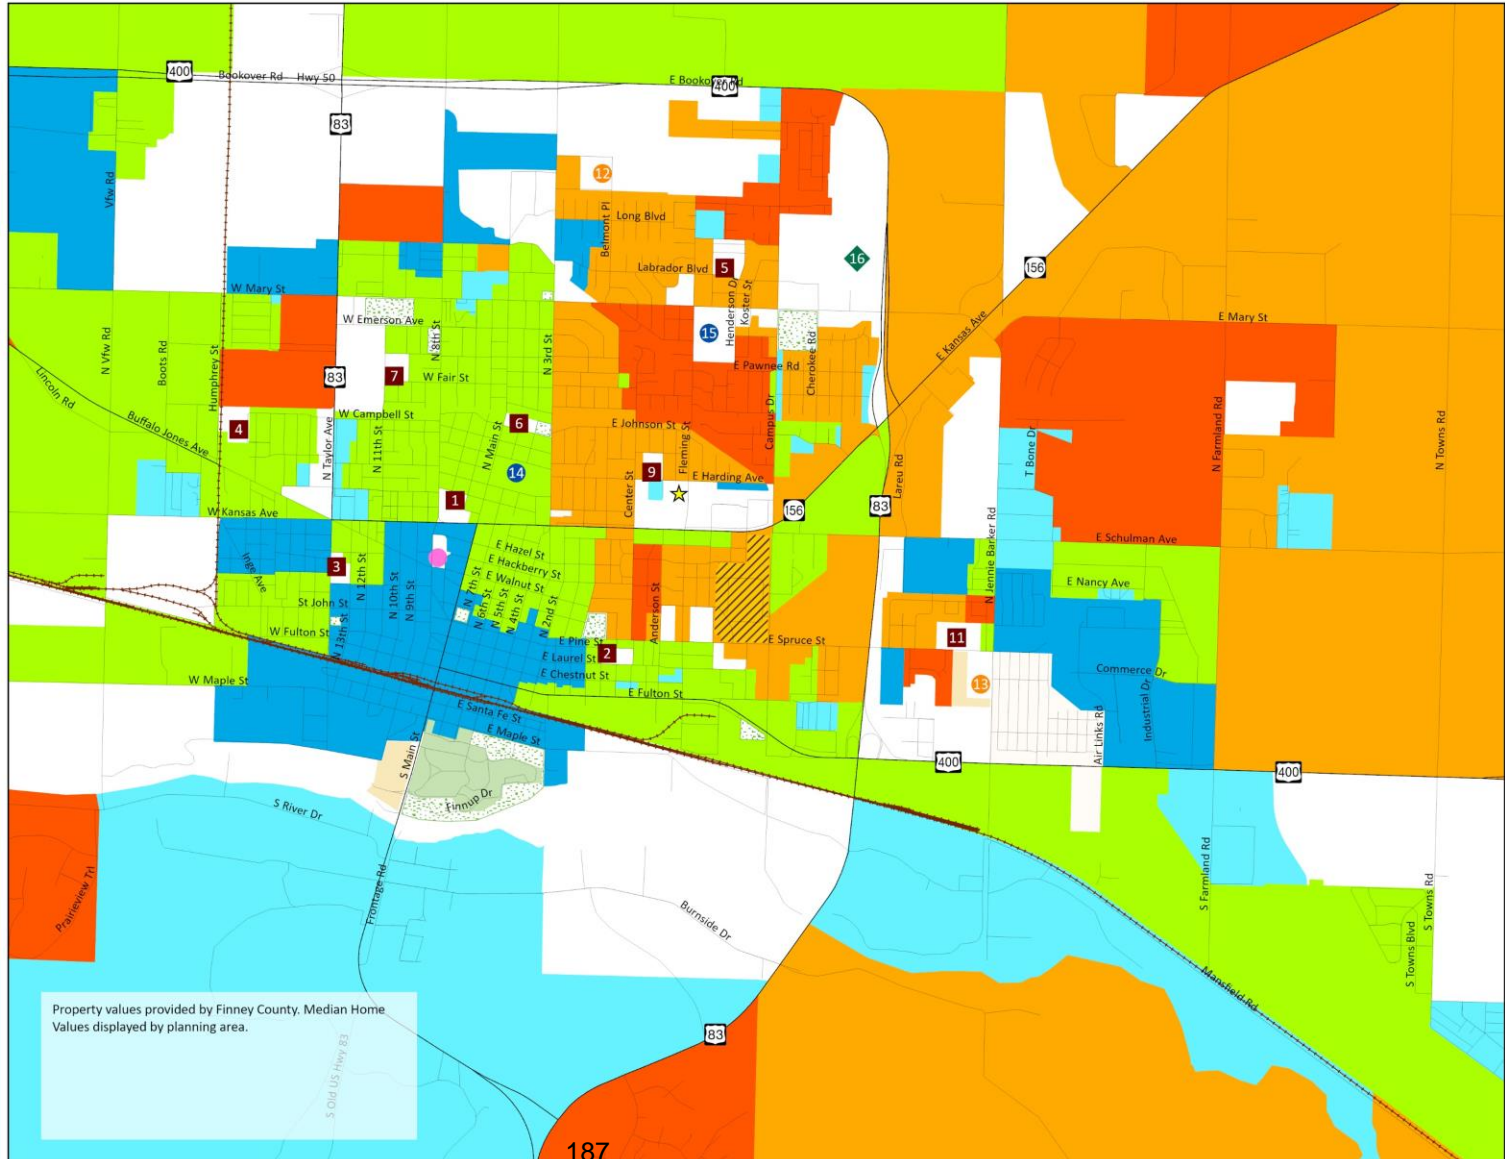 400
Bookover Rd Hwy 50
E Bookover Rd
400
83
Vfw Rd
12
Belmont Pl
Long Blvd
Labrador Blvd
5
16
156
Henderson Dr
Koster St
W Mary St
W Emerson Ave
N 8th St
N 3rd St
15
E Mary St
E Kansas Ave
N Vfw Rd
Boots Rd
Humphrey St
83
7
W Fair St
E Pawnee Rd
Cherokee Rd
Lincoln Rd
Buffalo Jones Ave
4
W Campbell St
N Taylor Ave
N 11th St
N Main St
6
E Johnson St
Fleming St
Campus Dr
N Farmland Rd
N Towns Rd
T Bone Dr
14
9
Center St
E Harding Ave
Lareu Rd
1
156
83
W Kansas Ave
N Jennie Barker Rd
E Schulman Ave
Inge Ave
3
N 12th St
N 10th St
N 9th St
E Hazel St
E Hackberry St
E Walnut St
N 7th St
N 6th St
N 5th St
N 4th St
N 2nd St
Anderson St
E Nancy Ave
St John St
W Fulton St
N 13th St
E Pine St
E Laurel St
2
E Chestnut St
E Spruce St
11
13
Commerce Dr
Industrial Dr
Air Links Rd
W Maple St
E Fulton St
E Santa Fe St
E Maple St
S Main St
Finnup Dr
400
400
S River Dr
Prairieview Trl
Frontage Rd
Burnside Dr
S Farmland Rd
S Towns Rd
S Towns Blvd
Mansfield Rd
83
Property values provided by Finney County. Median Home
Values displayed by planning area.
S Old US Hwy 83
187